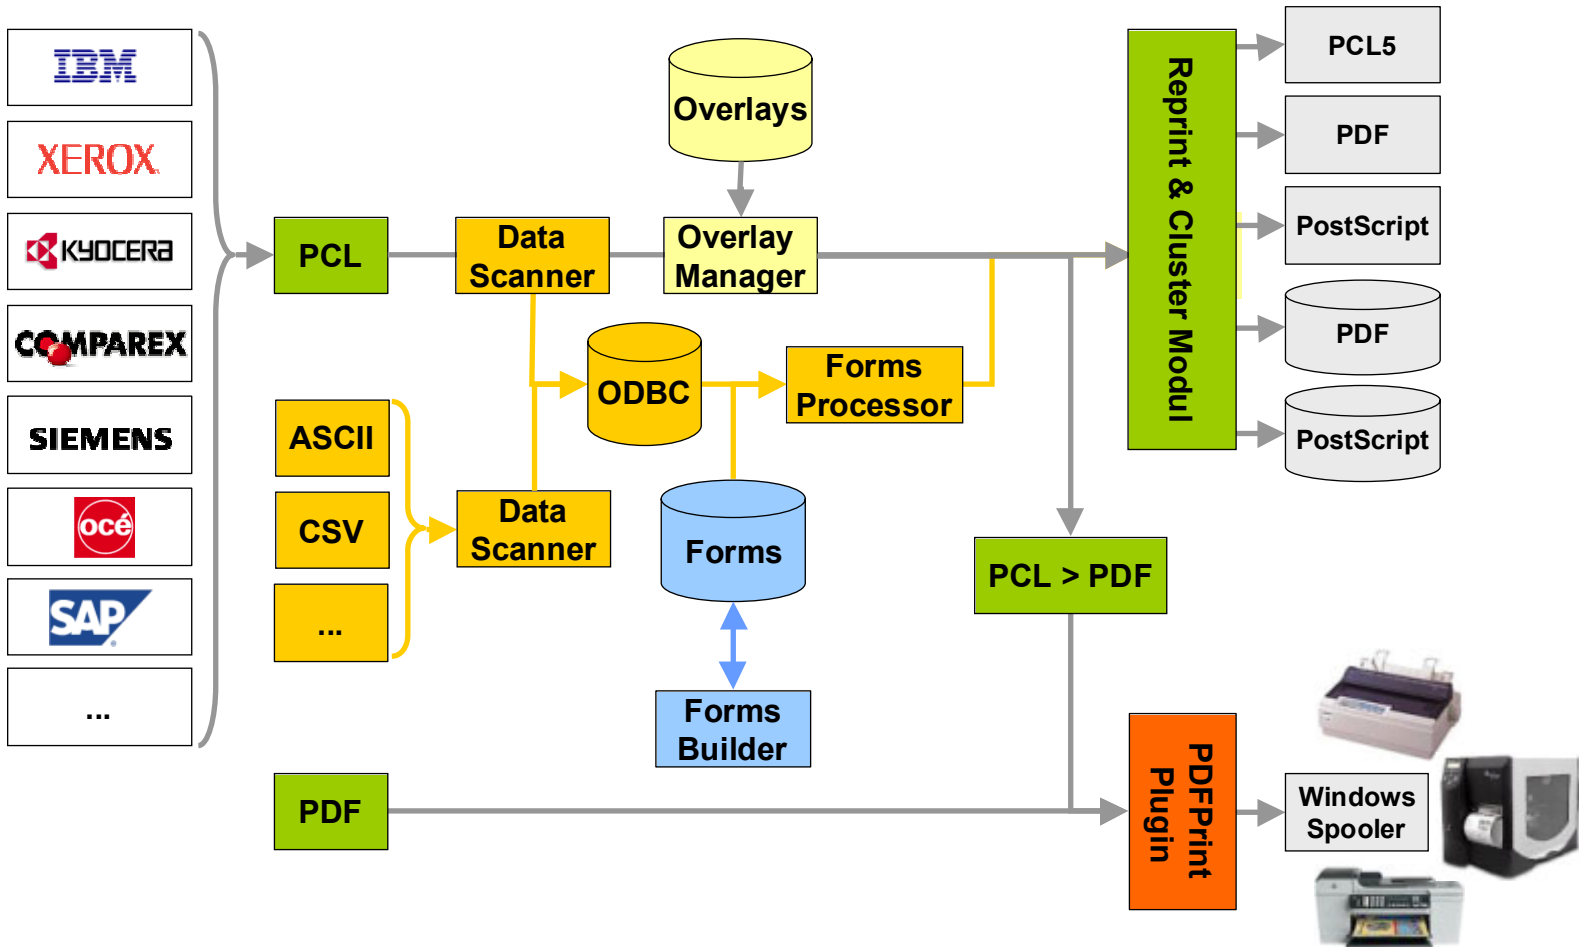 IBM
XEROX
KYOCERA
COMPAREX
SIEMENS
océ
SAP
...
PCL
Data
Scanner
Overlays
Overlay
Manager
ODBC
Forms
Processor
ASCII
CSV
...
Data
Scanner
Forms
Forms
Builder
PDF
PCL > PDF
Reprint & Cluster Modul
PCL5
PDF
PostScript
PDF
PostScript
PDFPrint
Plugin
Windows
Spooler